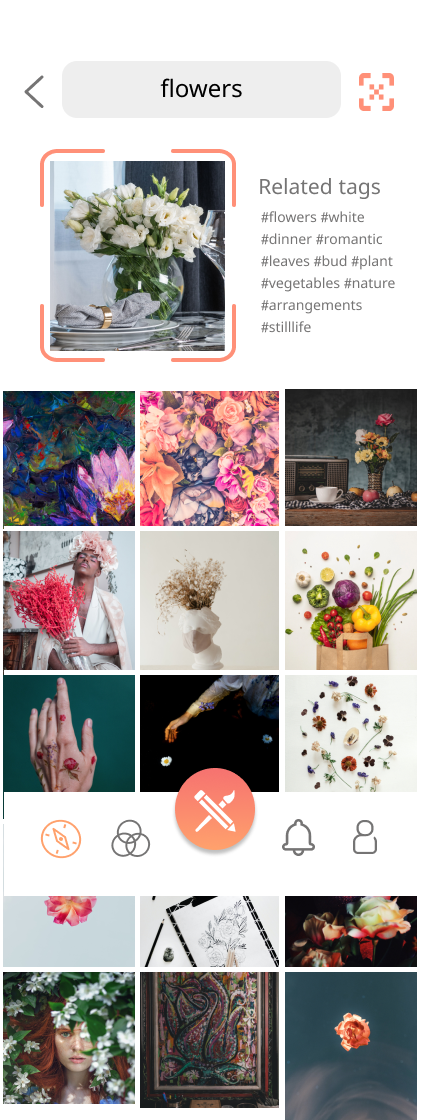 flowers
Related tags
#flowers #white
#dinner #romantic
#leaves #bud #plant
#vegetables #nature
#arrangements
#stilllife